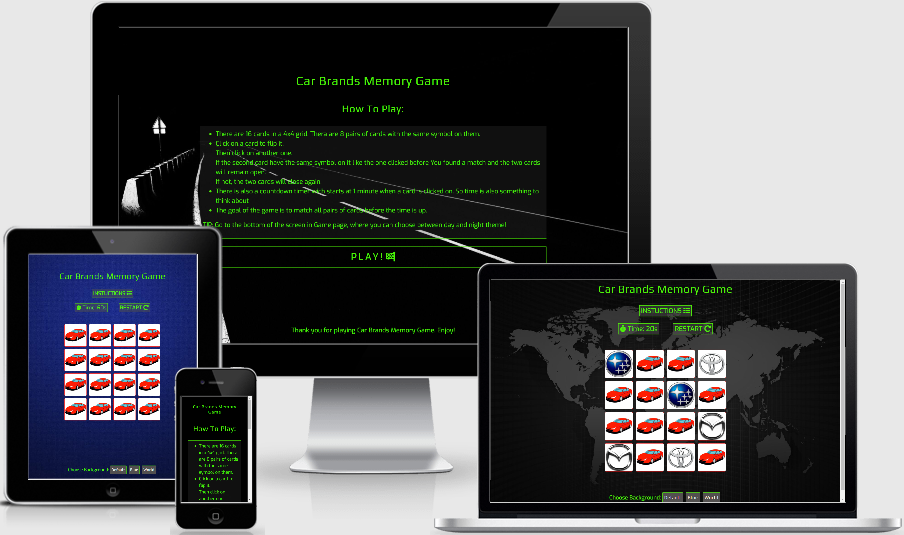 Car Brands Memory Game
How To Play:
There are 16 cards in a 4x4 grid! There are 8 pairs of cards with the same symbol on them.
Click on a card to flip it.
Then click on another one.
If the second card have the same symbol on it like the one clicked before You found a match and the two cards
will remain open.
If not, the two cards will close again
There is also a countdown timer wich starts at 1 minute when a card is clicked on. So time is also something to
think about
The goal of the game is to match all pairs of cards before the time is up.
TIP: Go to the bottom of the screen in Game page, where you can choose between day and night theme!
PLAY!
Thank you for playing Car Brands Memory Game. Enjoy!
Car Brands Memory Game
INSTUCTIONS
Time: 60s
RESTART
Choose Background: Default Blue World
Car Brands Memory
Game
How To Play:
There are 16 cards
in a 4x4 grid! There
are 8 pairs of cards
with the same
symbol on them.
Click on a card to
flip it.
Then click on
another one.
Car Brands Memory Game
INSTUCTIONS
Time: 20s
RESTART
Choose Background: Default Blue World